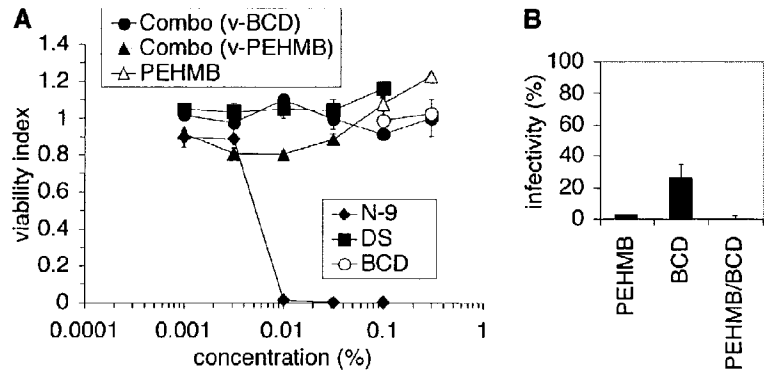 A
Combo (v-BCD)
Combo (v-PEHMB)
PEHMB
1.4
1.2
1
0.8
0.6
0.4
0.2
0
viability index
N-9
DS
BCD
0.0001
0.001
0.01
0.1
1
concentration (%)
B
100
80
60
40
20
0
infectivity (%)
PEHMB
BCD
PEHMB/BCD